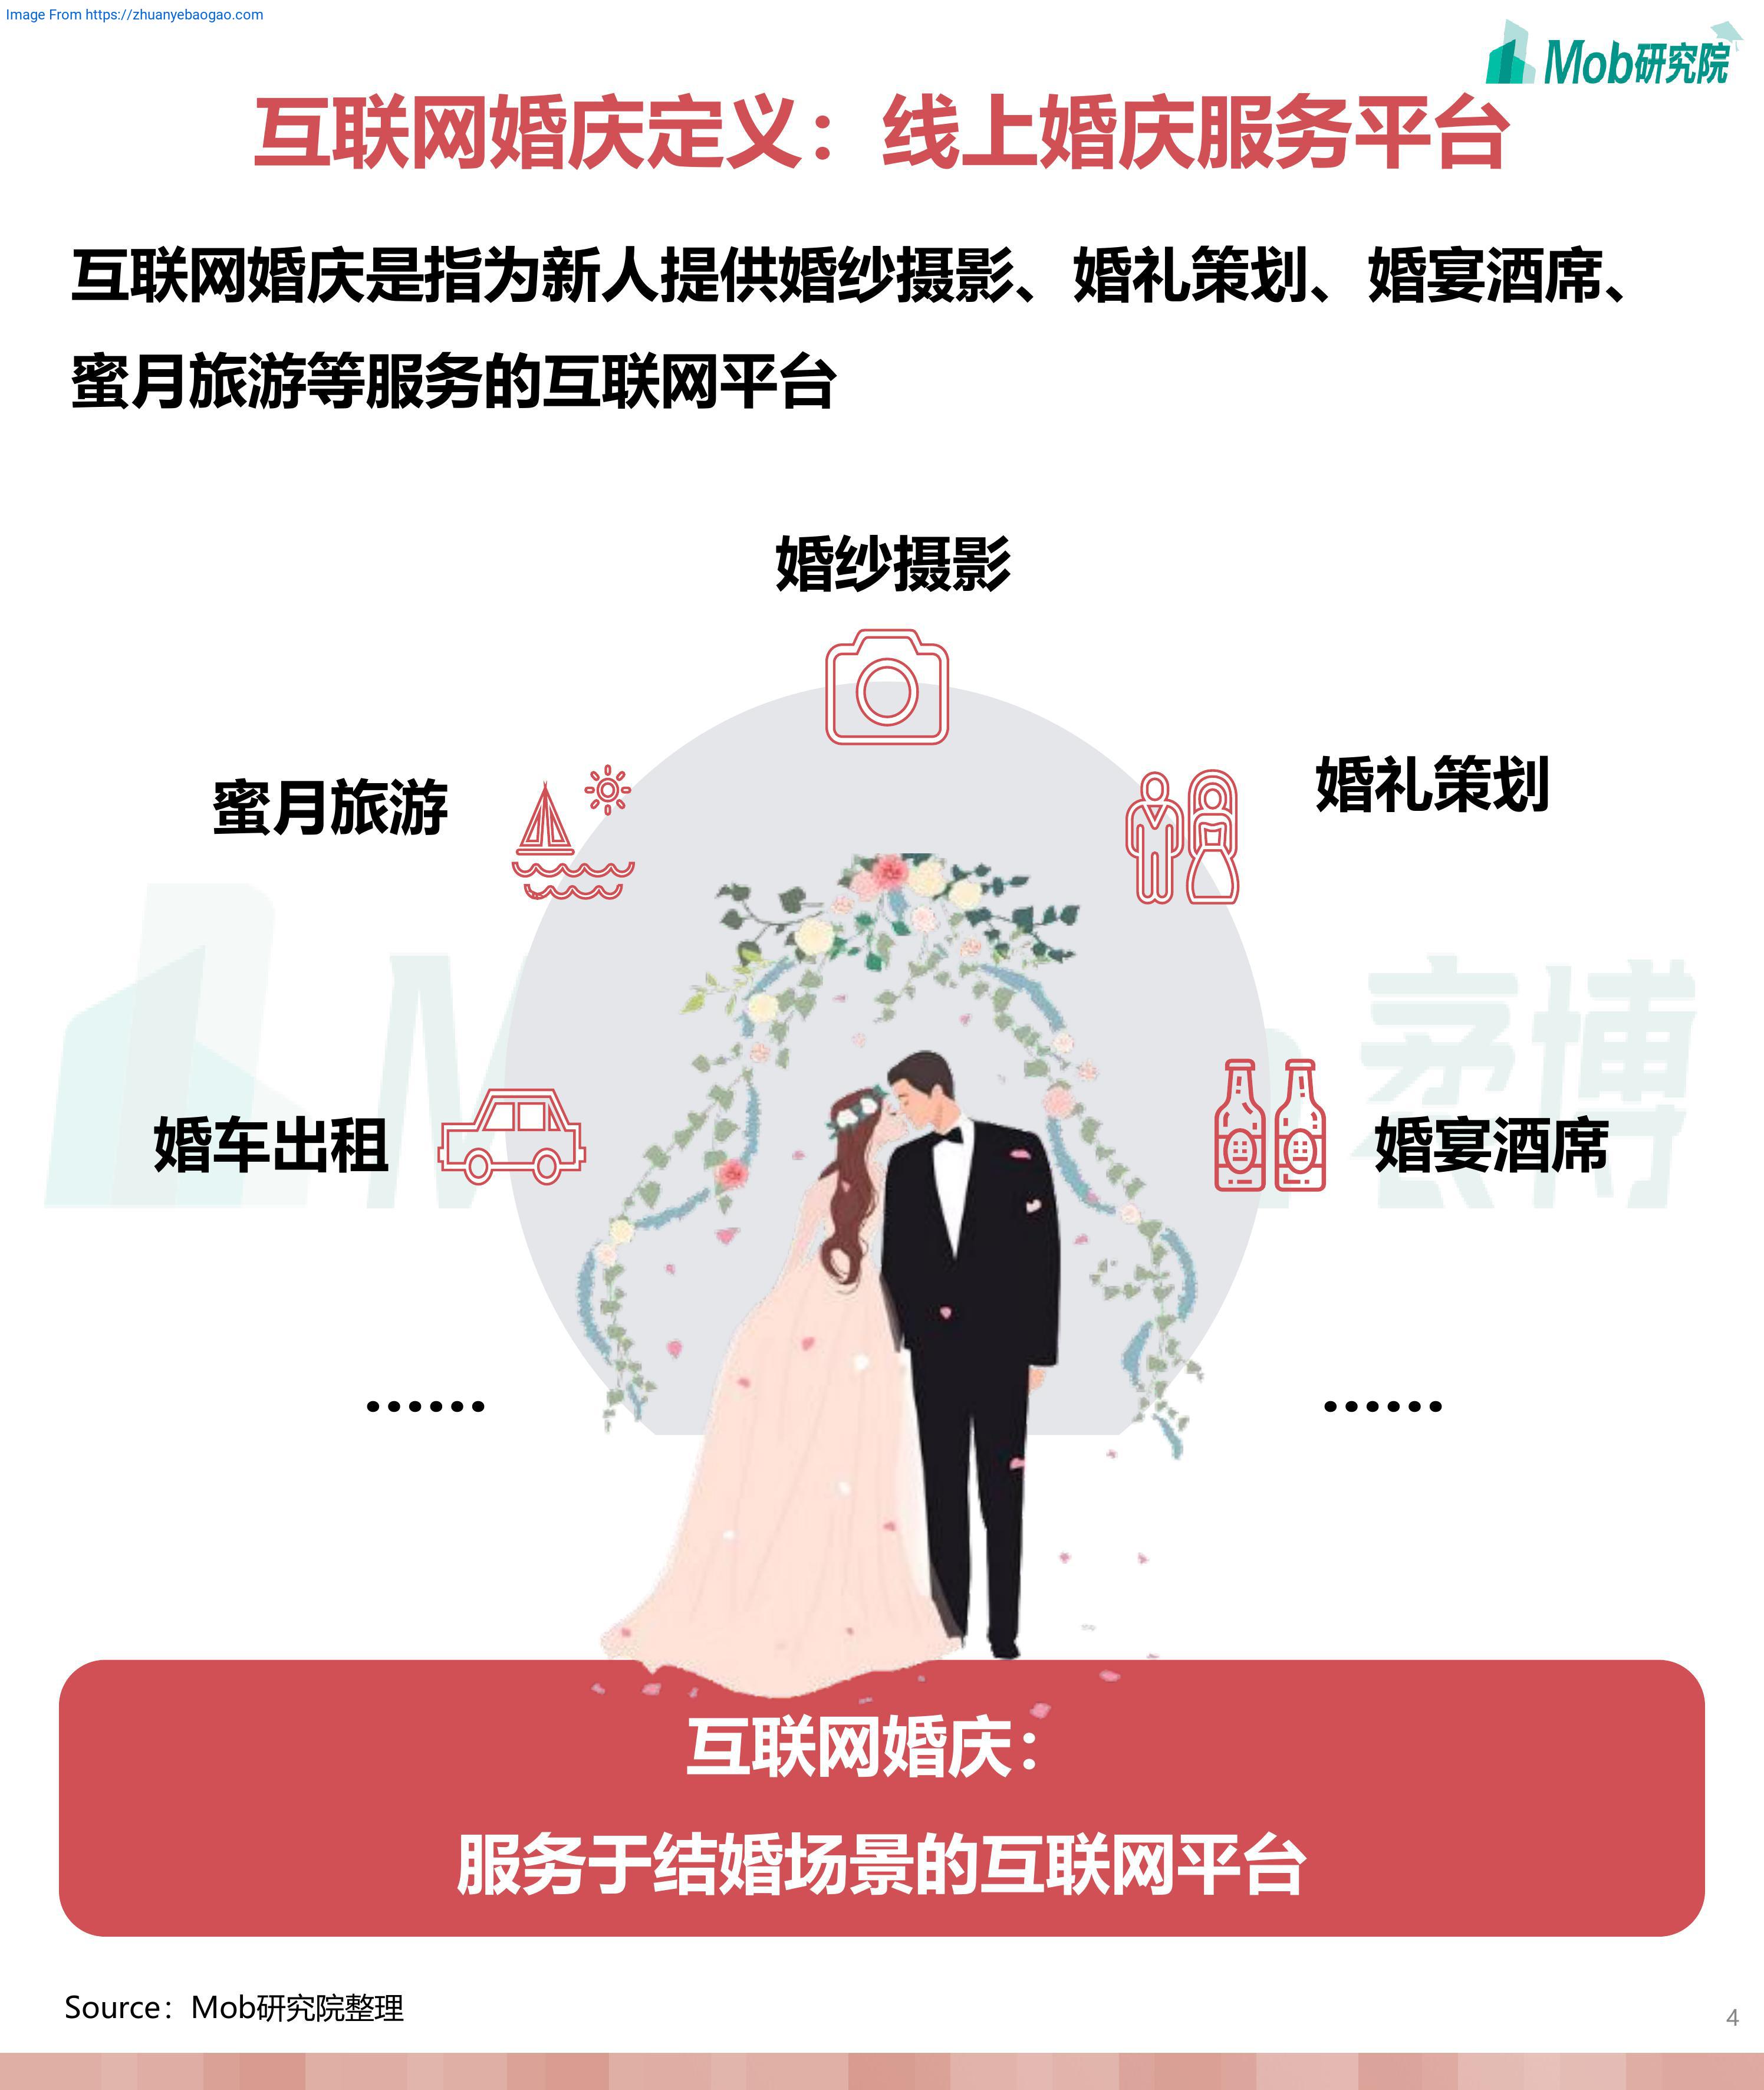 Image From https://zhuanyebaogao.com
Mob研究院
互联网婚庆定义：线上婚庆服务平台
互联网婚庆是指为新人提供婚纱摄影、婚礼策划、婚宴酒席、
蜜月旅游等服务的互联网平台
婚纱摄影
蜜月旅游
婚礼策划
婚车出租
婚宴酒席
······
······
互联网婚庆：
服务于结婚场景的互联网平台
Source：Mob研究院整理
4